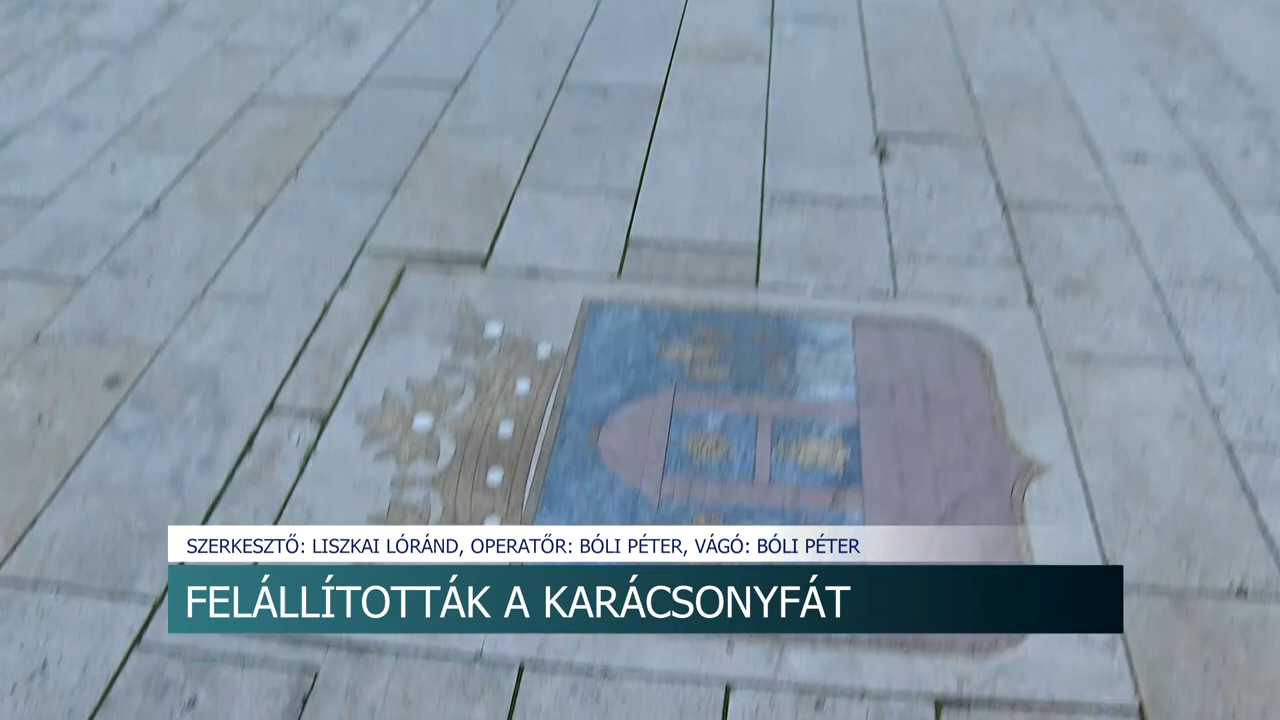 SZERKESZTŐ: LISZKAI LÓRÁND, OPERATŐR: BÓLI PÉTER, VÁGÓ: BÓLI PÉTER
FELÁLLÍTOTTÁK A KARÁCSONYFÁT